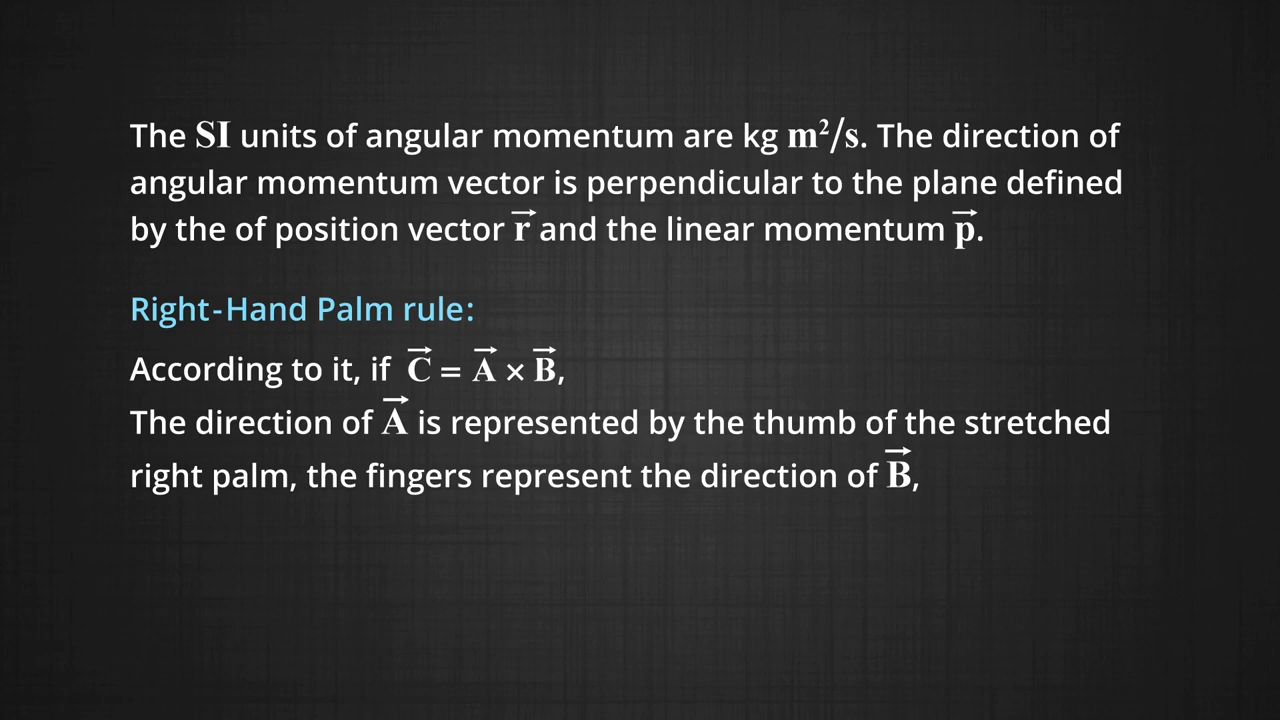 The SI units of angular momentum are kg m²/s. The direction of
angular momentum vector is perpendicular to the plane defined
by the of position vector r⃗ and the linear momentum p⃗.
Right-Hand Palm rule:
According to it, if C⃗ = A⃗ × B⃗,
The direction of A⃗ is represented by the thumb of the stretched
right palm, the fingers represent the direction of B⃗,